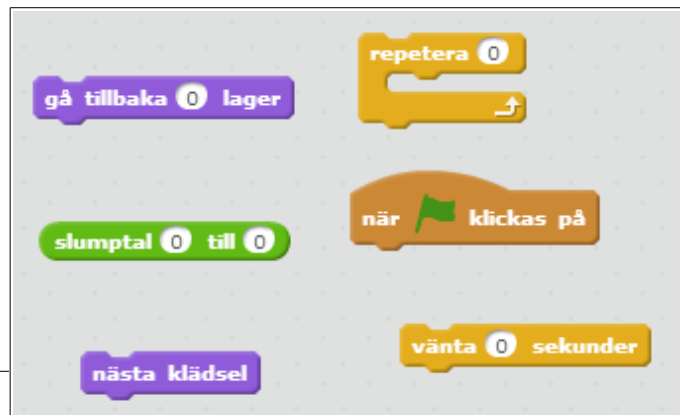 repetera 0
gå tillbaka 0 lager
när klickas på
slumptal 0 till 0
vänta 0 sekunder
nästa klädsel